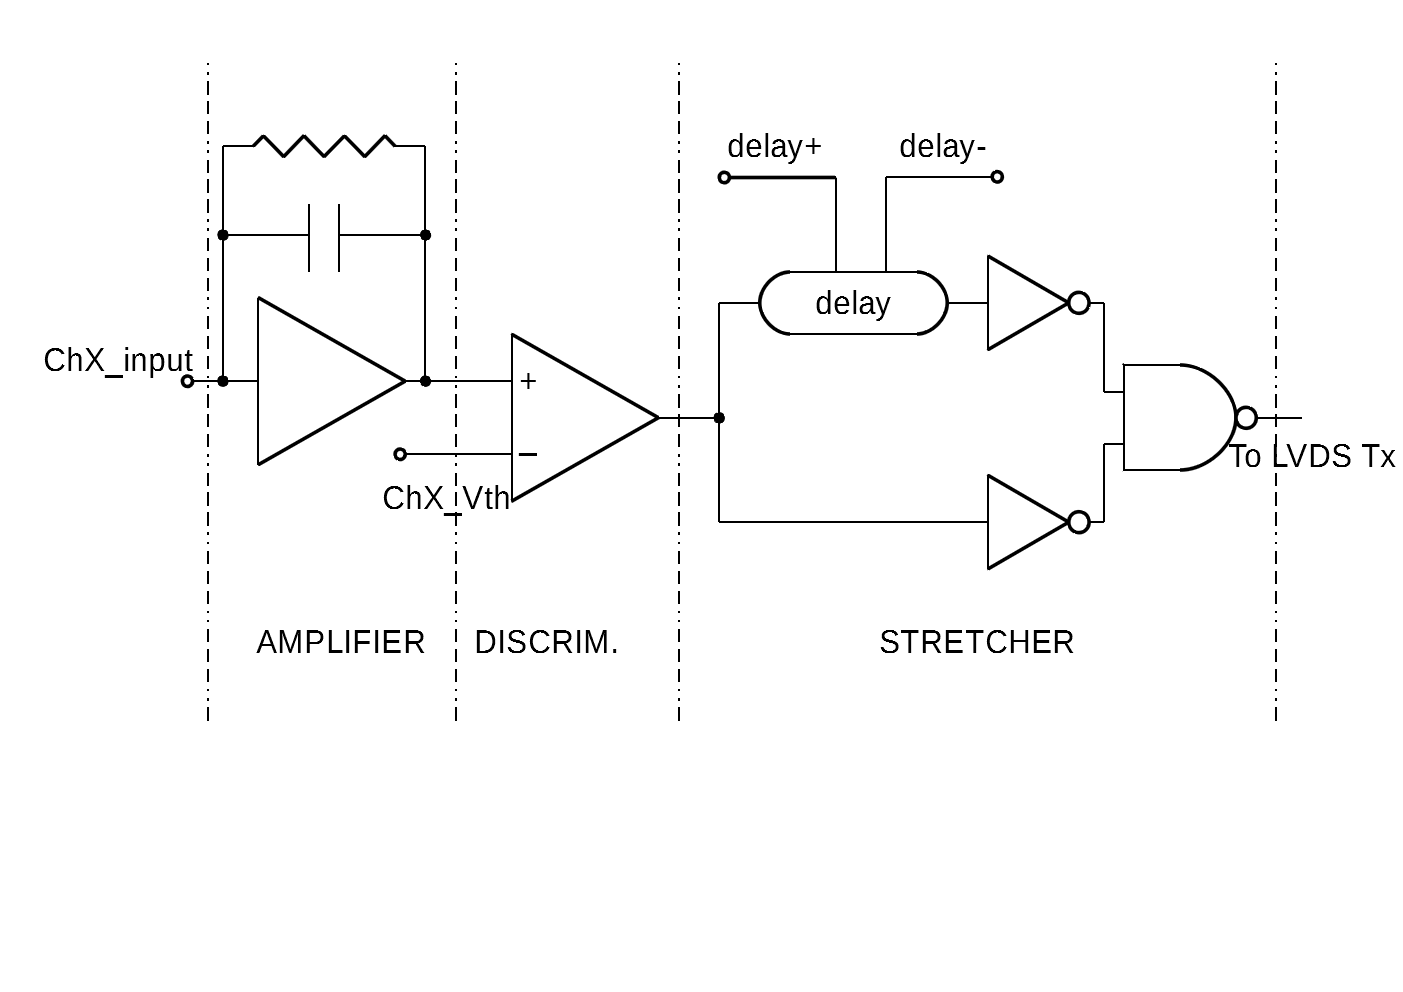 delay+
delay-
delay
ChX_input
+
−
ChX_Vth
To LVDS Tx
AMPLIFIER
DISCRIM.
STRETCHER